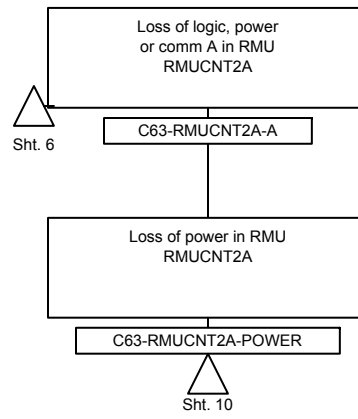 Loss of logic, power
or comm A in RMU
RMUCNT2A
C63-RMUCNT2A-A
Sht. 6
Loss of power in RMU
RMUCNT2A
C63-RMUCNT2A-POWER
Sht. 10